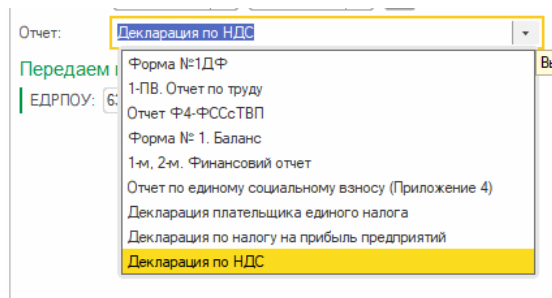 Отчет: Декларация по НДС
Передаем
ЕДРПОУ: 63
Форма №1ДФ
1-ПВ. Отчет по труду
Отчет Ф4-ФССсТВП
Форма № 1. Баланс
1-м, 2-м. Финансовий отчет
Отчет по единому социальному взносу (Приложение 4)
Декларация плательщика единого налога
Декларация по налогу на прибыль предприятий
Декларация по НДС